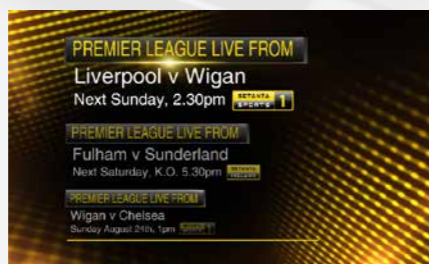 PREMIER LEAGUE LIVE FROM
Liverpool v Wigan
Next Sunday, 2.30pm SETANTA SPORTS 1
PREMIER LEAGUE LIVE FROM
Fulham v Sunderland
Next Saturday, K.O. 5.30pm SETANTA
PREMIER LEAGUE LIVE FROM
Wigan v Chelsea
Sunday August 24th, 1pm